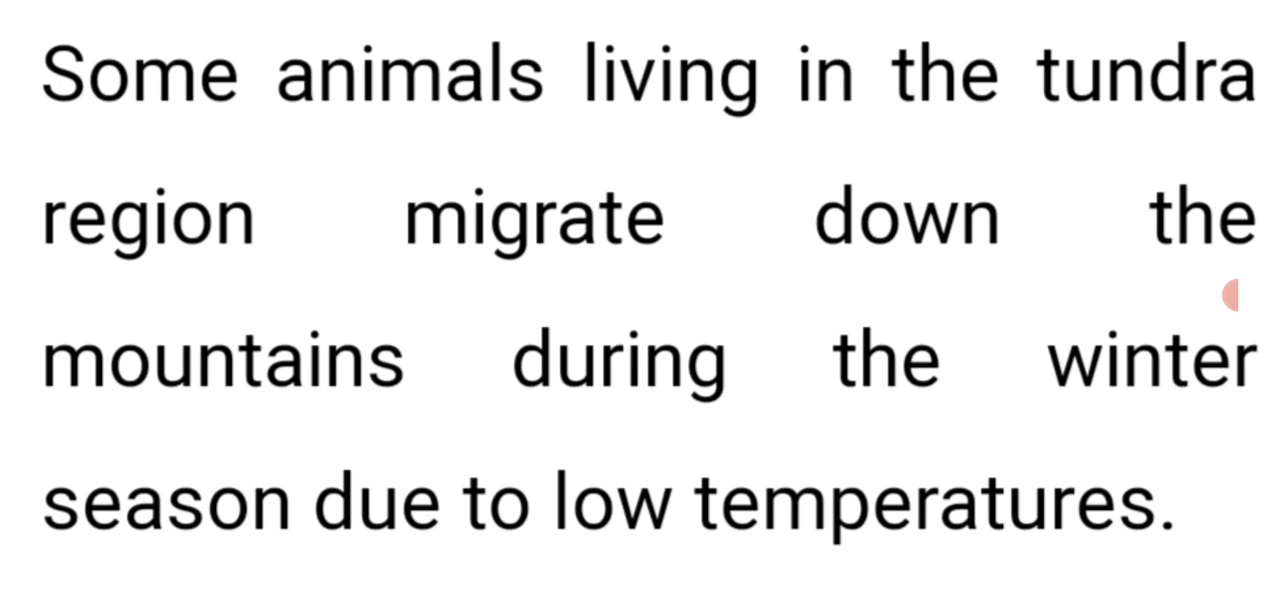 Some animals living in the tundra
region migrate down the
mountains during the winter
season due to low temperatures.